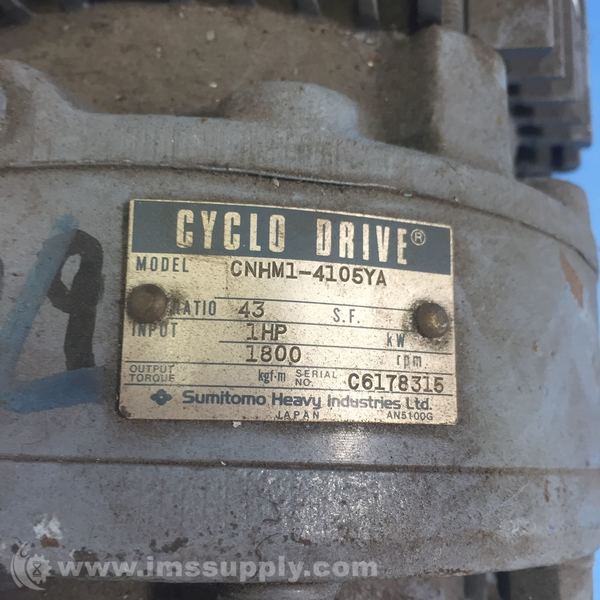 CYCLO DRIVE®
MODEL CNHM1-4105YA
RATIO 43 S.F.
INPUT 1HP kW
1800 rpm
OUTPUT TORQUE kgf·m SERIAL NO. C6178315
Sumitomo Heavy Industries Ltd.
JAPAN AN5100G
www.imssupply.com